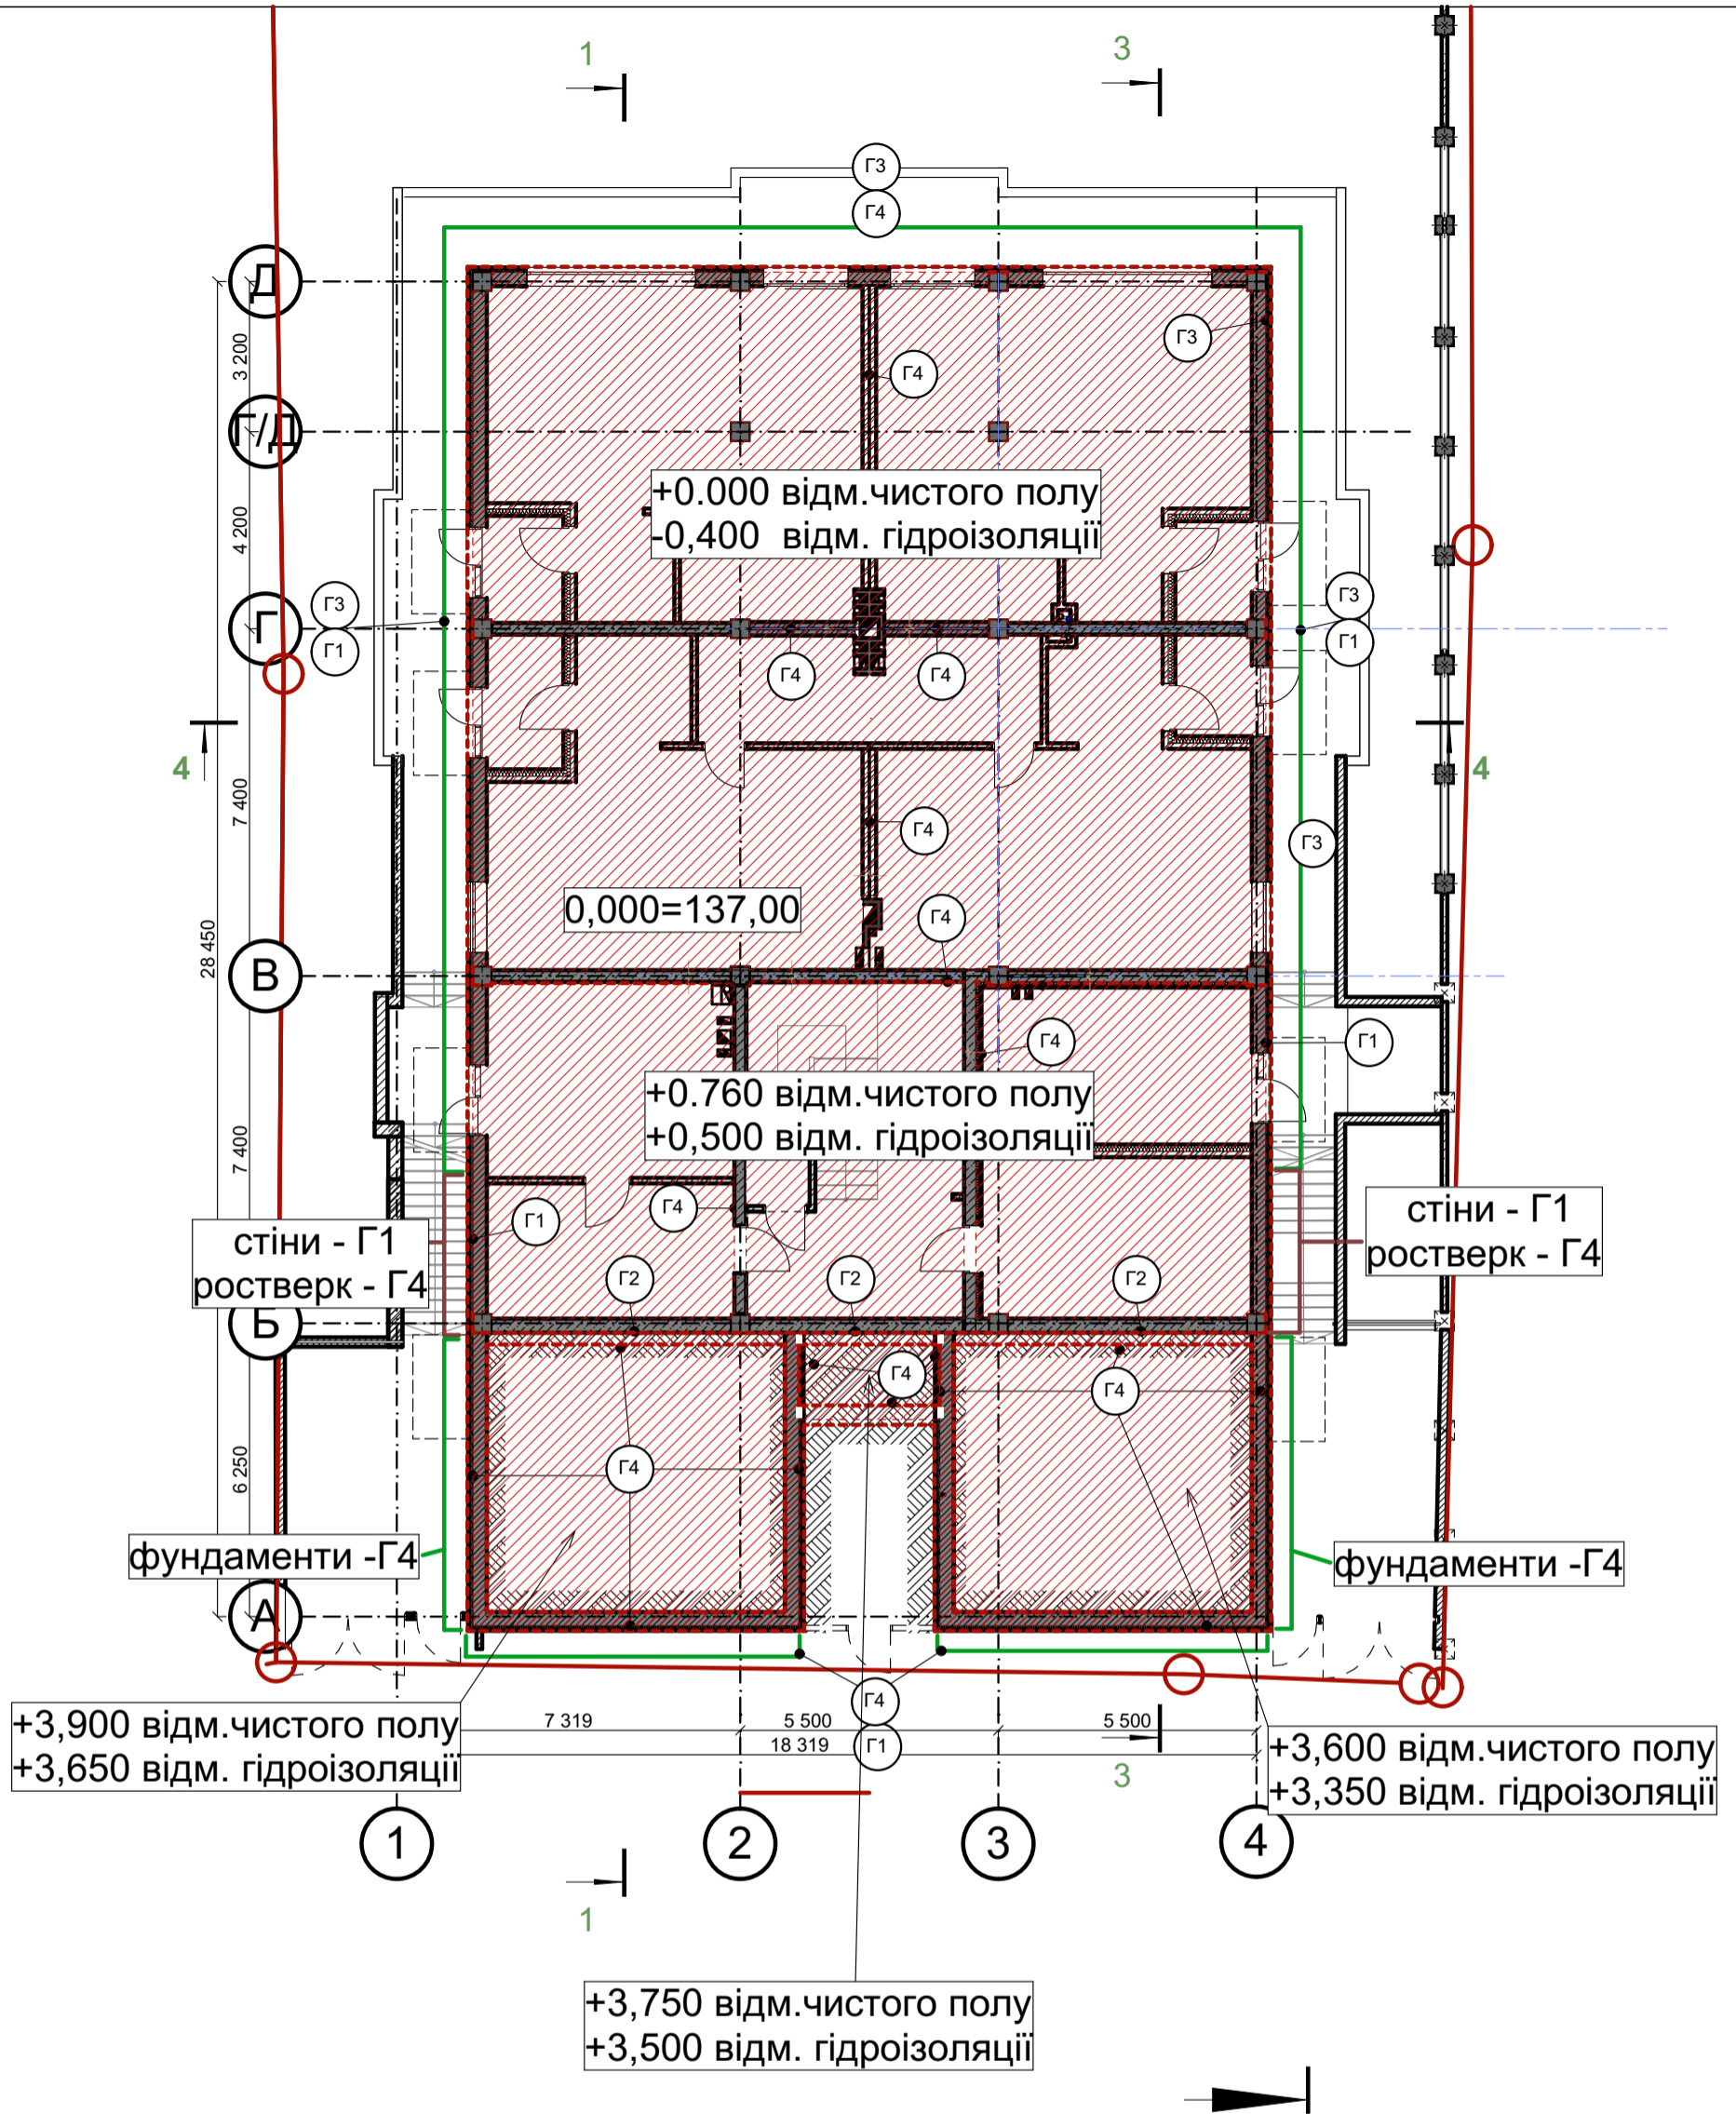 1
3
Г3
Г4
Д
Г3
3 200
Г4
Г/Д
+0.000 відм.чистого полу
-0,400 відм. гідроізоляції
4 200
Г3
Г1
Г
Г3
Г1
Г4
Г4
4
4
7 400
Г4
Г3
0,000=137,00
Г4
28 450
В
Г4
Г1
+0.760 відм.чистого полу
+0,500 відм. гідроізоляції
7 400
Г1
Г4
стіни - Г1
ростверк - Г4
стіни - Г1
ростверк - Г4
Г2
Г2
Г2
Б
Г4
Г4
Г4
6 250
фундаменти -Г4
фундаменти -Г4
А
Г4
Г1
+3,900 відм.чистого полу
+3,650 відм. гідроізоляції
7 319
5 500
5 500
18 319
+3,600 відм.чистого полу
+3,350 відм. гідроізоляції
3
1
2
3
4
1
+3,750 відм.чистого полу
+3,500 відм. гідроізоляції